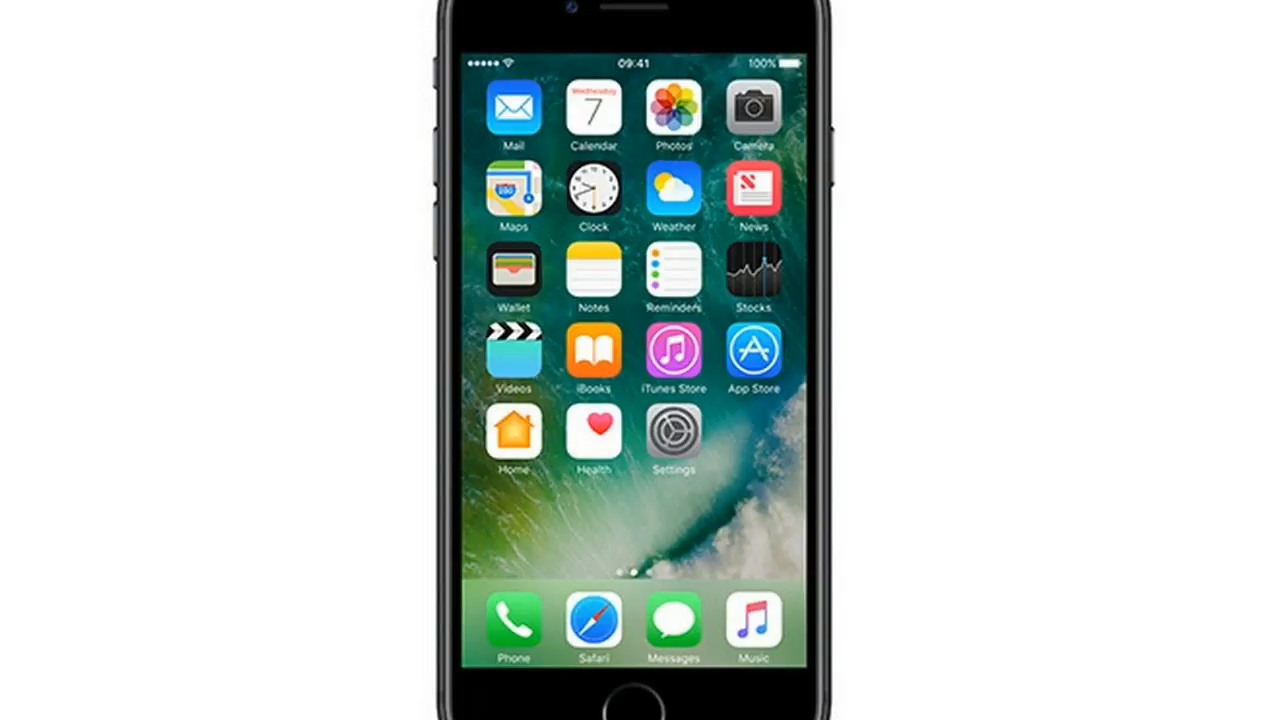 09:41 100%
Wednesday
7
Mail Calendar Photos Camera
280
Maps Clock Weather News
Wallet Notes Reminders Stocks
Videos iBooks iTunes Store App Store
Home Health Settings
Phone Safari Messages Music